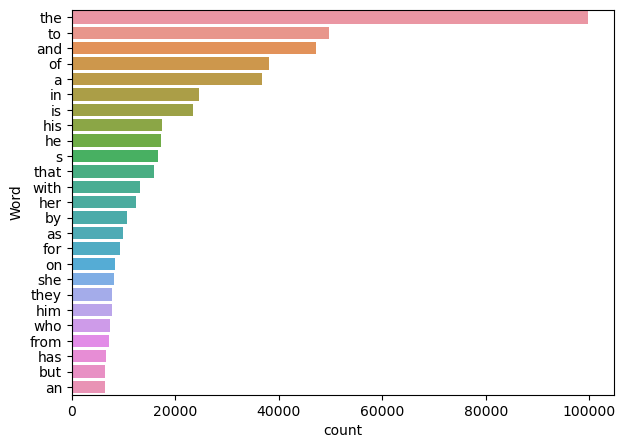 the
to
and
of
a
in
is
his
he
s
that
with
her
by
as
for
on
she
they
him
who
from
has
but
an
Word
0 20000 40000 60000 80000 100000
count